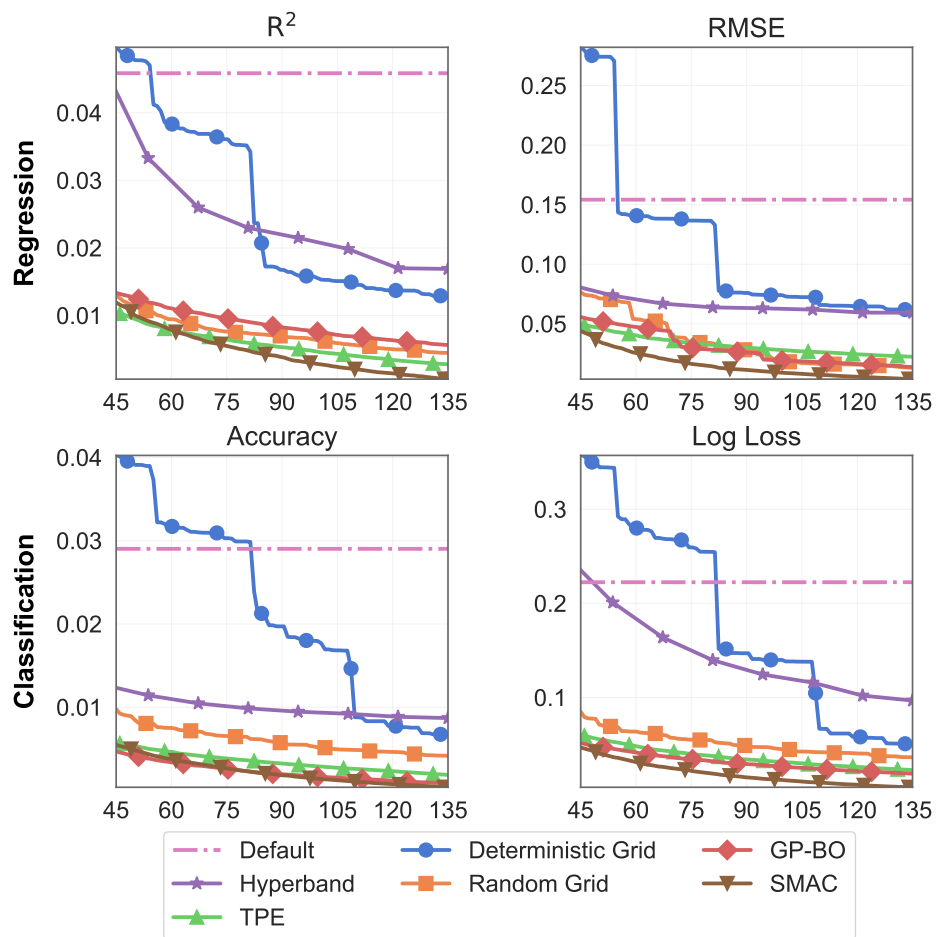 R² RMSE
Regression
0.04 0.25
0.03 0.20
0.02 0.15
0.01 0.10
0.05
45 60 75 90 105 120 135 45 60 75 90 105 120 135
Accuracy Log Loss
Classification
0.04
0.03 0.3
0.02 0.2
0.01 0.1
45 60 75 90 105 120 135 45 60 75 90 105 120 135
Default Deterministic Grid GP-BO
Hyperband Random Grid SMAC
TPE